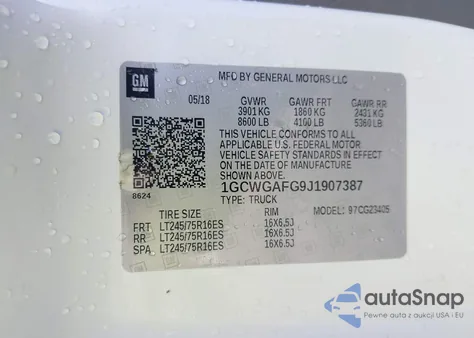 GM
MFD BY GENERAL MOTORS LLC
05/18 GVWR GAWR FRT GAWR RR
3901 KG 1860 KG 2431 KG
8600 LB 4100 LB 5360 LB
THIS VEHICLE CONFORMS TO ALL
APPLICABLE U.S. FEDERAL MOTOR
VEHICLE SAFETY STANDARDS IN EFFECT
ON THE DATE OF MANUFACTURE
SHOWN ABOVE.
8624
1GCWGAFG9J1907387
TYPE: TRUCK MODEL: 97CG23405
TIRE SIZE RIM
FRT LT245/75R16ES 16X6.5J
RR LT245/75R16ES 16X6.5J
SPA LT245/75R16ES 16X6.5J
autoSnap
Pewne auta z aukcji USA i EU